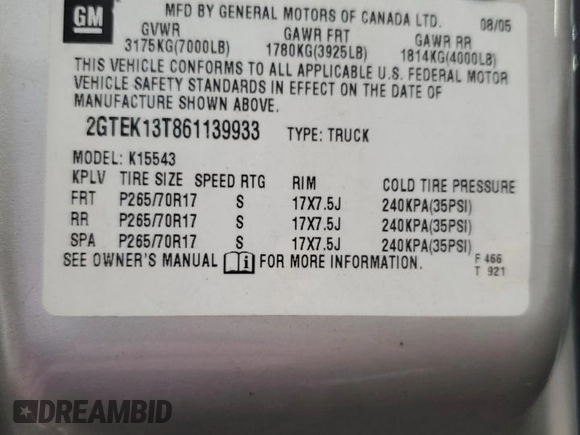 GM
MFD BY GENERAL MOTORS OF CANADA LTD. 08/05
GVWR GAWR FRT GAWR RR
3175KG(7000LB) 1780KG(3925LB) 1814KG(4000LB)
THIS VEHICLE CONFORMS TO ALL APPLICABLE U.S. FEDERAL MOTOR
VEHICLE SAFETY STANDARDS IN EFFECT ON THE DATE OF
MANUFACTURE SHOWN ABOVE.
2GTEK13T861139933 TYPE: TRUCK
MODEL: K15543
KPLV TIRE SIZE SPEED RTG RIM COLD TIRE PRESSURE
FRT P265/70R17 S 17X7.5J 240KPA(35PSI)
RR P265/70R17 S 17X7.5J 240KPA(35PSI)
SPA P265/70R17 S 17X7.5J 240KPA(35PSI)
SEE OWNER'S MANUAL FOR MORE INFORMATION.
F 466
T 921
DREAMBID